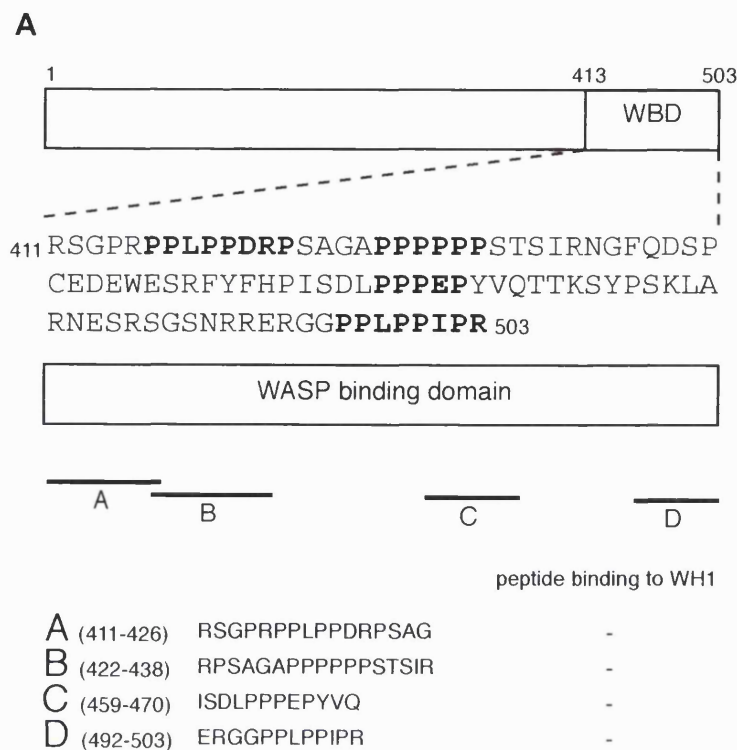 A
1 413 503
WBD
411 RSGPRPPLPPDRPSAGAPPPPPPSTSIRNGFQDSP
CEDEWESRFYFHPISDLPPPEPYVQTTKSYPSKLA
RNESRSGSNRRERGGPPLPPIPR 503
WASP binding domain
A B C D
peptide binding to WH1
A (411-426) RSGPRPPLPPDRPSAG -
B (422-438) RPSAGAPPPPPPSTSIR -
C (459-470) ISDLPPPEPYVQ -
D (492-503) ERGGPPLPPIPR -